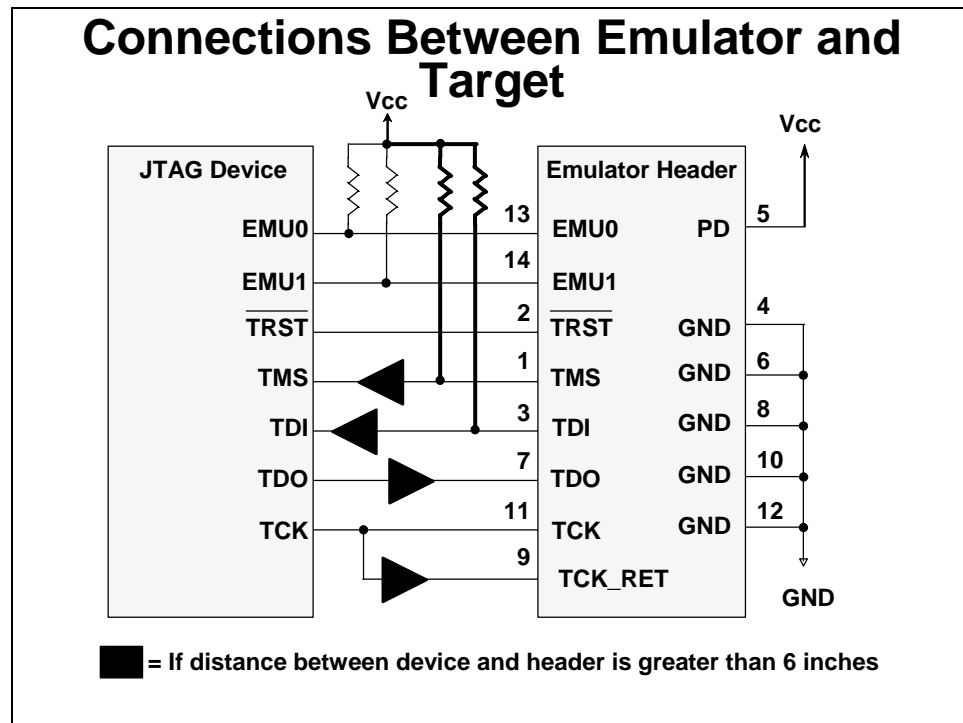 Connections Between Emulator and
Target
Vcc
Vcc
JTAG Device
Emulator Header
EMU0
13
EMU0
PD
5
EMU1
14
EMU1
TRST
2
TRST
GND
4
TMS
1
TMS
GND
6
TDI
3
TDI
GND
8
TDO
7
TDO
GND
10
TCK
11
TCK
GND
12
9
TCK_RET
GND
= If distance between device and header is greater than 6 inches